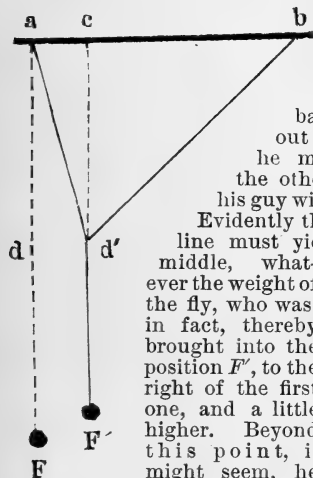 a c b
ba
out
he m
the othe
his guy wi
Evidently th
line must yie
d d' middle, what-
ever the weight of
the fly, who was,
in fact, thereby
brought into the
position F', to the
right of the first
F' one, and a little
higher. Beyond
F this point, it
might seem, he